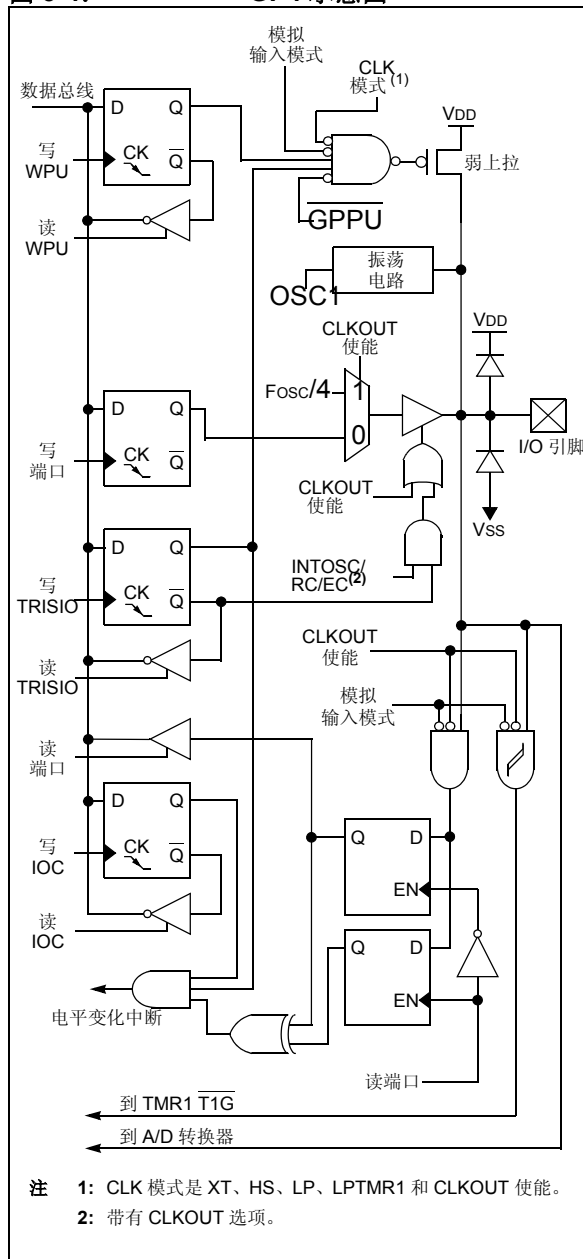 模拟
输入模式
CLK
模式(1)
数据总线
D Q
VDD
写
WPU
CK Q
弱上拉
GPPU
读
WPU
振荡
电路
OSC1
CLKOUT
使能
VDD
FOSC/4
1
0
D Q
I/O 引脚
写
端口
CK Q
CLKOUT
使能
VSS
D Q
INTOSC/
RC/EC(2)
写
TRISIO
CK Q
CLKOUT
使能
读
TRISIO
模拟
输入模式
读
端口
D Q
Q D
写
IOC
CK Q
EN
读
IOC
Q D
EN
电平变化中断
读端口
到 TMR1 T1G
到 A/D 转换器
注 1: CLK 模式是 XT、HS、LP、LPTMR1 和 CLKOUT 使能。
2: 带有 CLKOUT 选项。